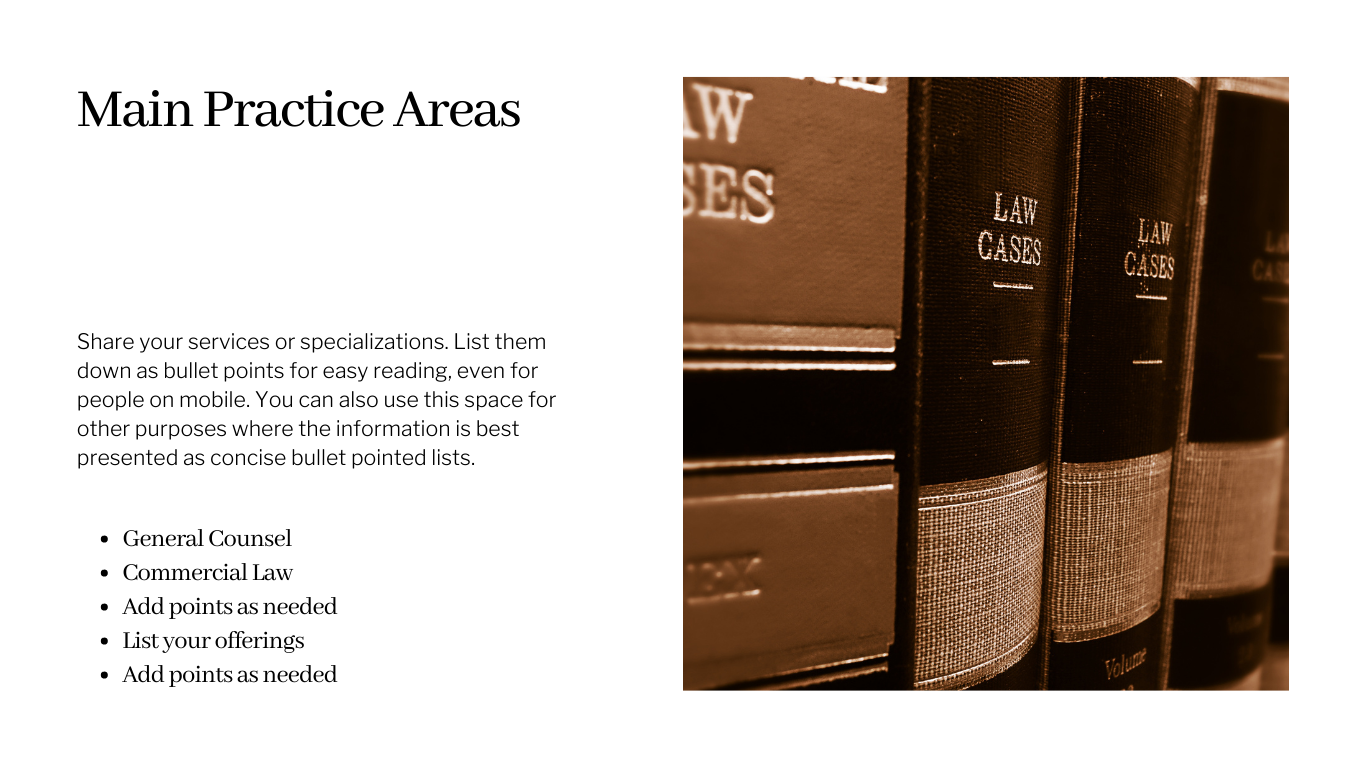 Main Practice Areas
Share your services or specializations. List them
down as bullet points for easy reading, even for
people on mobile. You can also use this space for
other purposes where the information is best
presented as concise bullet pointed lists.
• General Counsel
• Commercial Law
• Add points as needed
• List your offerings
• Add points as needed
LAW
CASES
LAW
CASES
Volume